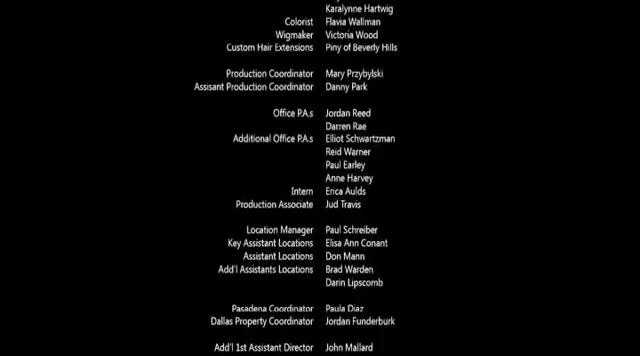 Karalynne Hartwig
Colorist Flavia Wallman
Wigmaker Victoria Wood
Custom Hair Extensions Piny of Beverly Hills
Production Coordinator Mary Przybylski
Assisant Production Coordinator Danny Park
Office P.A.s Jordan Reed
Darren Rae
Additional Office P.A.s Elliot Schwartzman
Reid Warner
Paul Earley
Anne Harvey
Intern Erica Aulds
Production Associate Jud Travis
Location Manager Paul Schreiber
Key Assistant Locations Elisa Ann Conant
Assistant Locations Don Mann
Add'l Assistants Locations Brad Warden
Darin Lipscomb
Pasadena Coordinator Paula Diaz
Dallas Property Coordinator Jordan Funderburk
Add'l 1st Assistant Director John Mallard